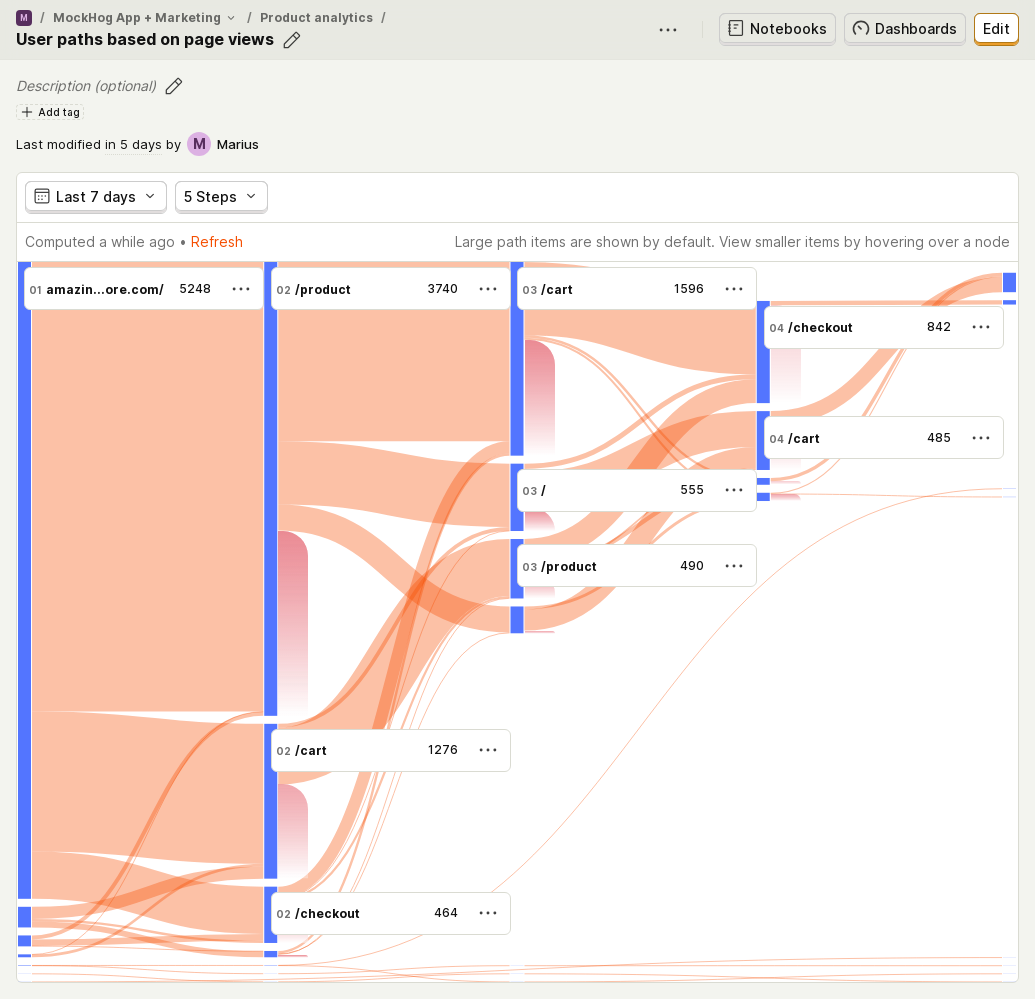 M / MockHog App + Marketing / Product analytics /
User paths based on page views
Notebooks
Dashboards
Edit
Description (optional)
Add tag
Last modified in 5 days by M Marius
Last 7 days
5 Steps
Computed a while ago • Refresh
Large path items are shown by default. View smaller items by hovering over a node
01 amazin...ore.com/ 5248
02 /product 3740
03 /cart 1596
04 /checkout 842
04 /cart 485
03 / 555
03 /product 490
02 /cart 1276
02 /checkout 464